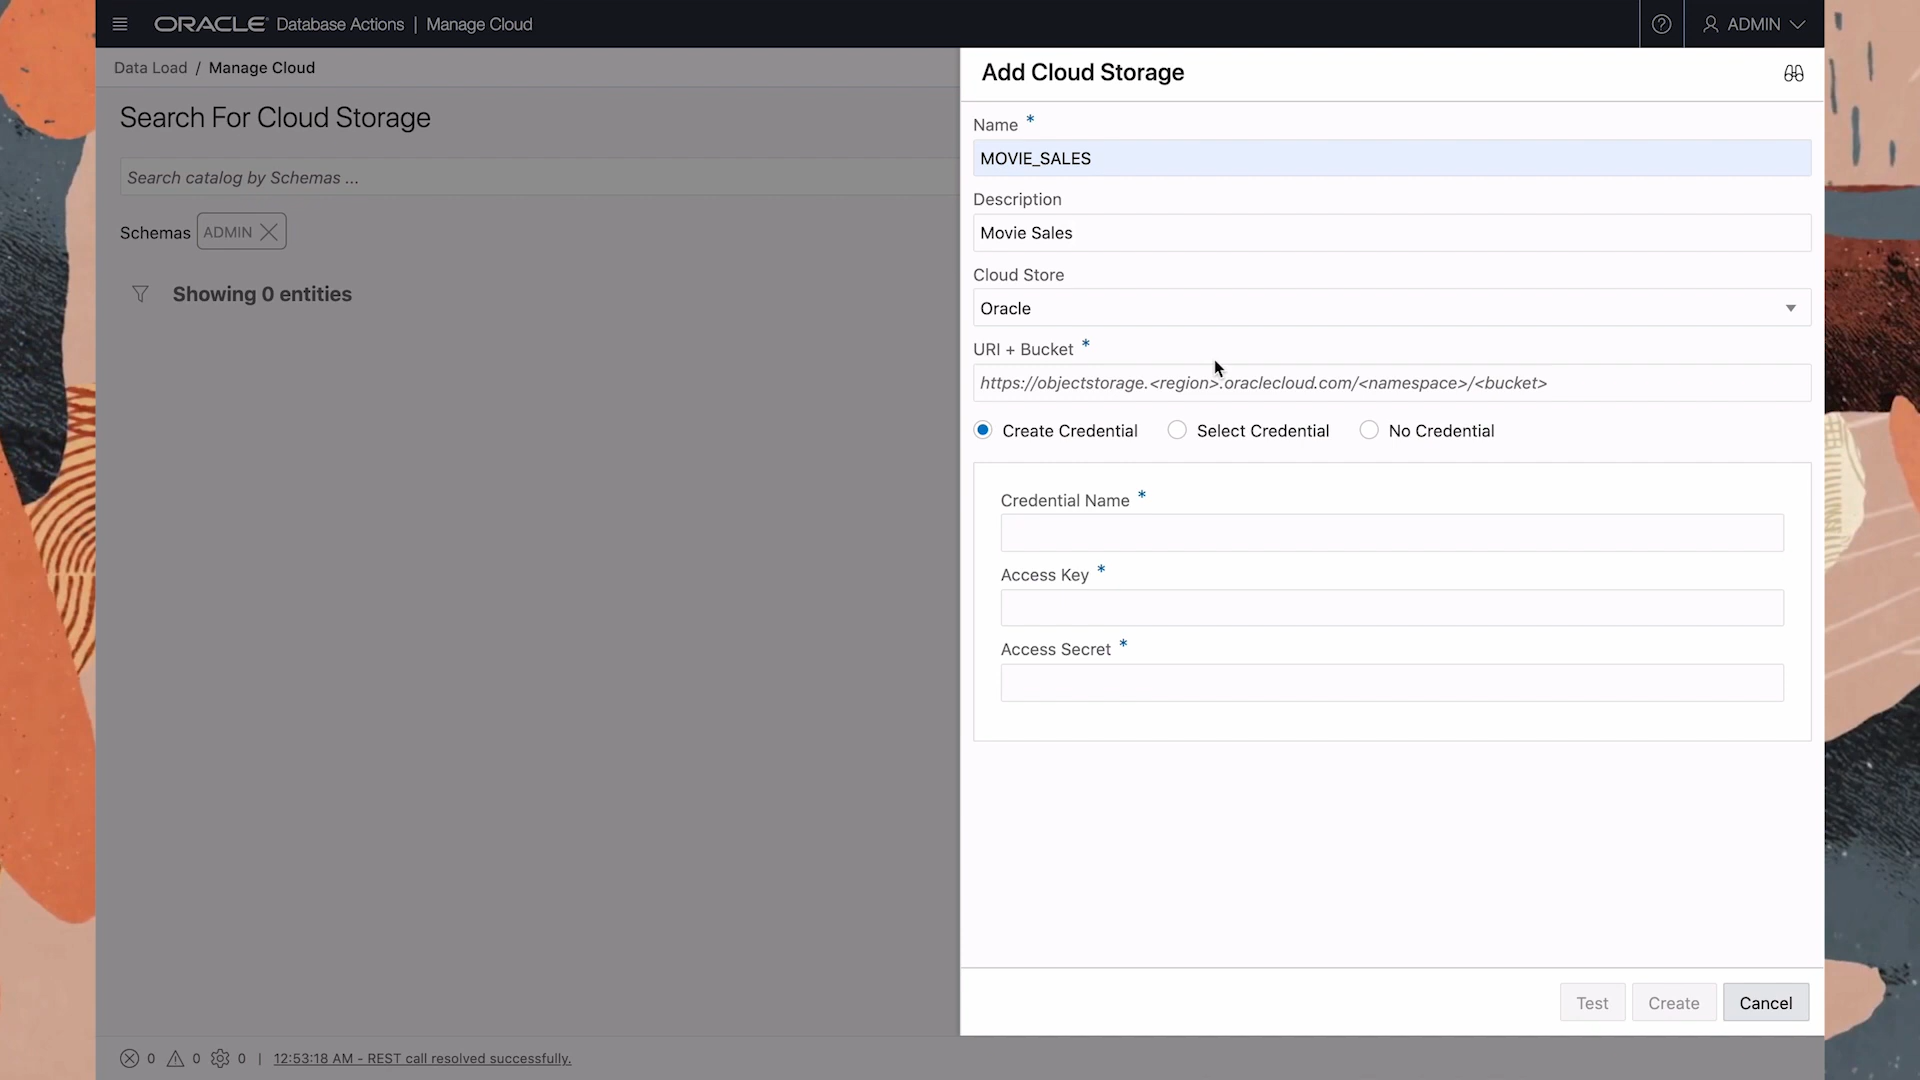 ORACLE Database Actions | Manage Cloud
ADMIN
Data Load / Manage Cloud
Search For Cloud Storage
Search catalog by Schemas ...
Schemas ADMIN
Showing 0 entities
Add Cloud Storage
Name *
MOVIE_SALES
Description
Movie Sales
Cloud Store
Oracle
URI + Bucket *
https://objectstorage.<region>.oraclecloud.com/<namespace>/<bucket>
Create Credential Select Credential No Credential
Credential Name *
Access Key *
Access Secret *
Test Create Cancel
0 0 0 | 12:53:18 AM - REST call resolved successfully.